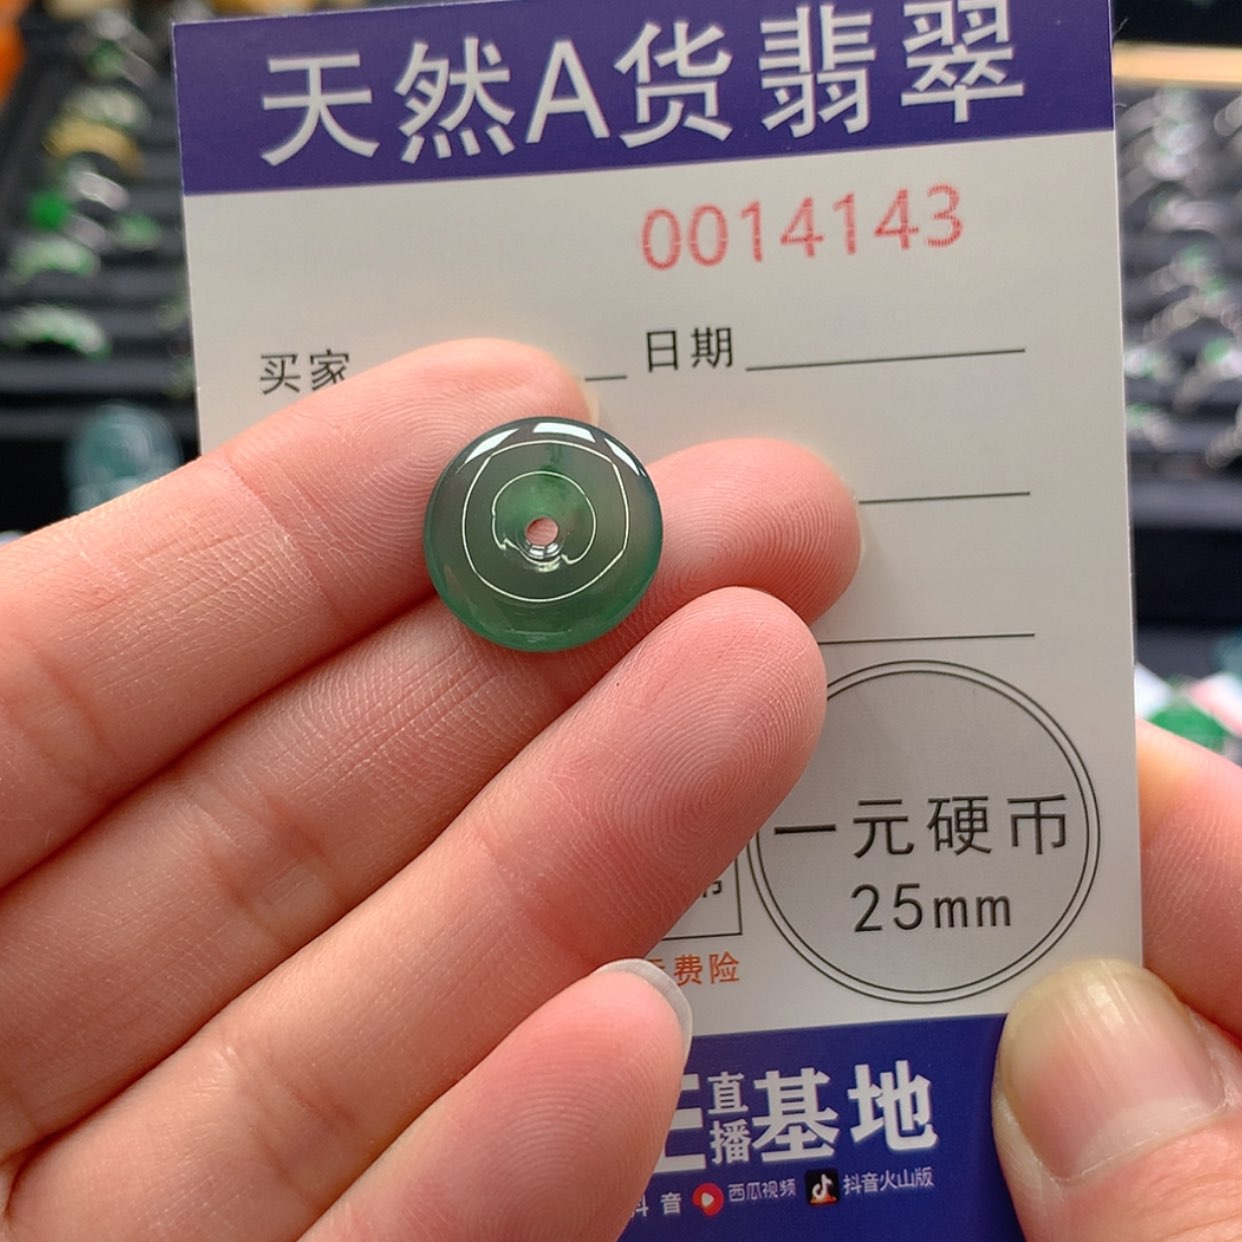 天然A货翡翠
0014143
买家 日期
一元硬币
25mm
费险
直播基地
音 西瓜视频 抖音火山版